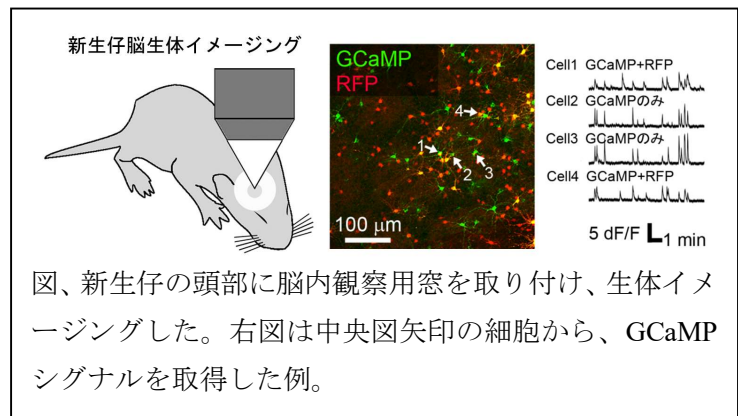 新生仔脳生体イメージング
GCaMP
RFP
4
1
2
3
100 μm
Cell1 GCaMP+RFP
Cell2 GCaMPのみ
Cell3 GCaMPのみ
Cell4 GCaMP+RFP
5 dF/F
1 min
図、新生仔の頭部に脳内観察用窓を取り付け、生体イメ
ージングした。右図は中央図矢印の細胞から、GCaMP
シグナルを取得した例。